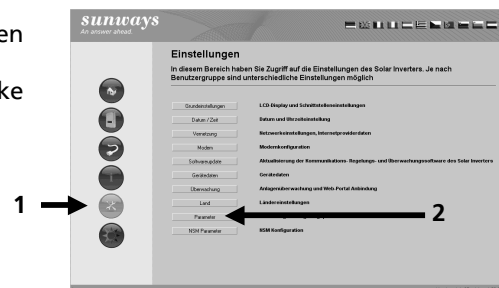 en
ke
sunways
An answer ahead.
Einstellungen
In diesem Bereich haben Sie Zugriff auf die Einstellungen des Solar Inverters. Je nach
Benutzergruppe sind unterschiedliche Einstellungen möglich
Grundeinstellungen LCD-Display und Schnittstelleneinstellungen
Datum / Zeit Datum und Uhrzeiteinstellung
Vernetzung Netzwerkeinstellungen, Internetproviderdaten
Modem Modemkonfiguration
Softwareupdate Aktualisierung der Kommunikations- Regelungs- und Überwachungssoftware des Solar Inverters
Gerätedaten Gerätedaten
Überwachung Anlagenüberwachung und Web-Portal Anbindung
1
Land Ländereinstellungen
Parameter
2
NSM Parameter NSM Konfiguration